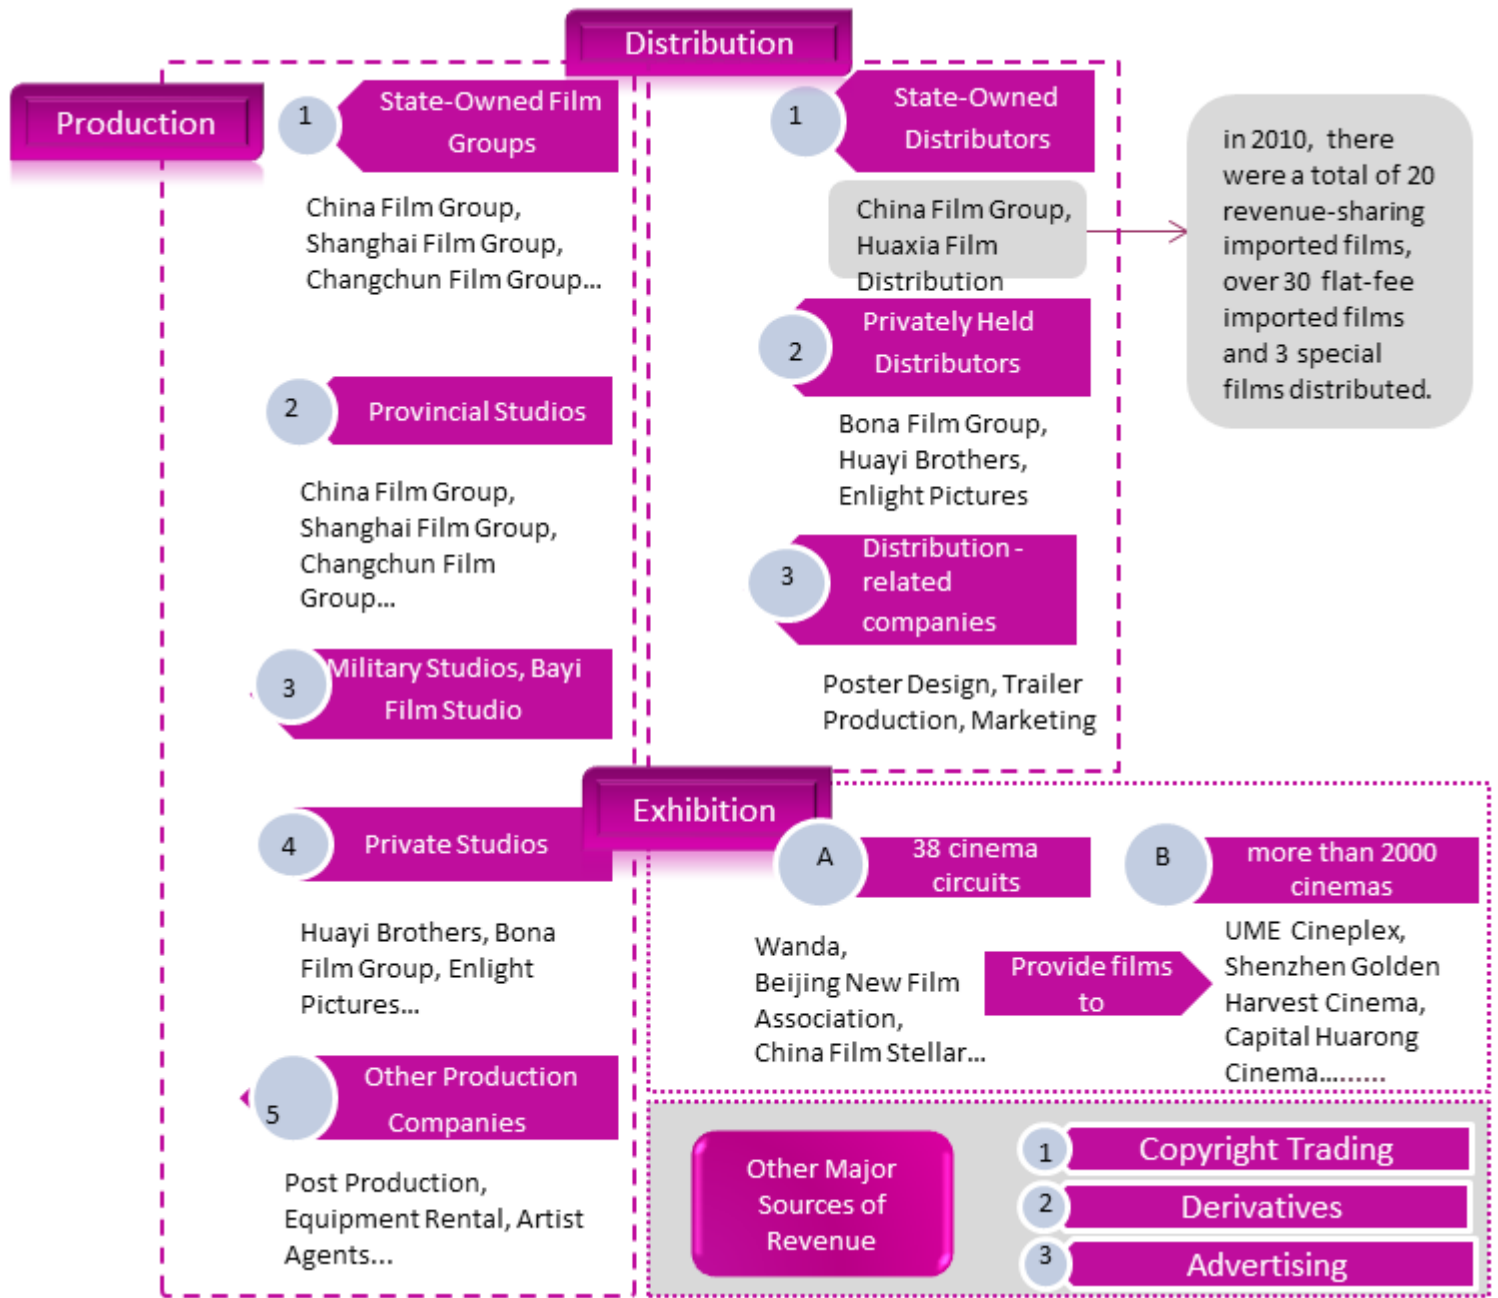 Production
1
State-Owned Film
Groups
China Film Group,
Shanghai Film Group,
Changchun Film Group...
2
Provincial Studios
China Film Group,
Shanghai Film Group,
Changchun Film
Group...
3
Military Studios, Bayi
Film Studio
4
Private Studios
Huayi Brothers, Bona
Film Group, Enlight
Pictures...
5
Other Production
Companies
Post Production,
Equipment Rental, Artist
Agents...
Distribution
1
State-Owned
Distributors
China Film Group,
Huaxia Film
Distribution
in 2010, there
were a total of 20
revenue-sharing
imported films,
over 30 flat-fee
imported films
and 3 special
films distributed.
2
Privately Held
Distributors
Bona Film Group,
Huayi Brothers,
Enlight Pictures
3
Distribution -
related
companies
Poster Design, Trailer
Production, Marketing
Exhibition
A
38 cinema
circuits
Wanda,
Beijing New Film
Association,
China Film Stellar...
Provide films
to
B
more than 2000
cinemas
UME Cineplex,
Shenzhen Golden
Harvest Cinema,
Capital Huarong
Cinema.........
Other Major
Sources of
Revenue
1
Copyright Trading
2
Derivatives
3
Advertising